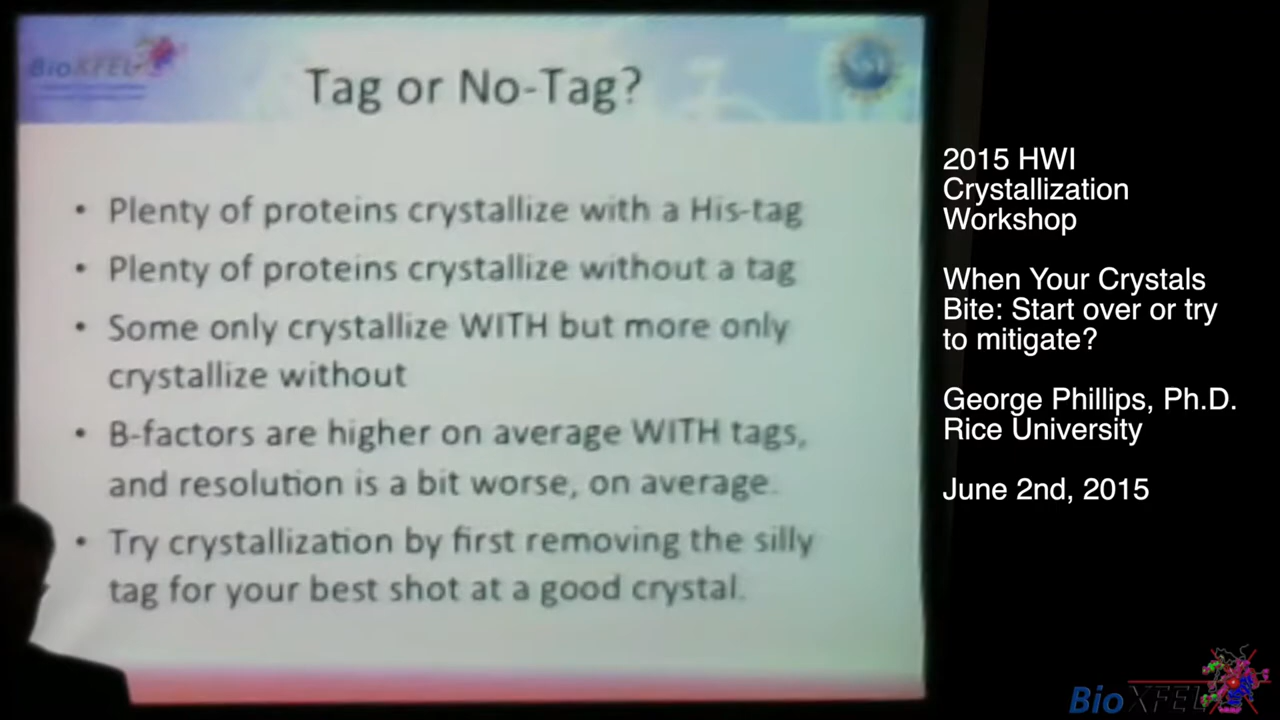 BioXFEL
Tag or No-Tag?
• Plenty of proteins crystallize with a His-tag
• Plenty of proteins crystallize without a tag
• Some only crystallize WITH but more only
crystallize without
• B-factors are higher on average WITH tags,
and resolution is a bit worse, on average.
• Try crystallization by first removing the silly
tag for your best shot at a good crystal.
2015 HWI
Crystallization
Workshop
When Your Crystals
Bite: Start over or try
to mitigate?
George Phillips, Ph.D.
Rice University
June 2nd, 2015
BioXFEL